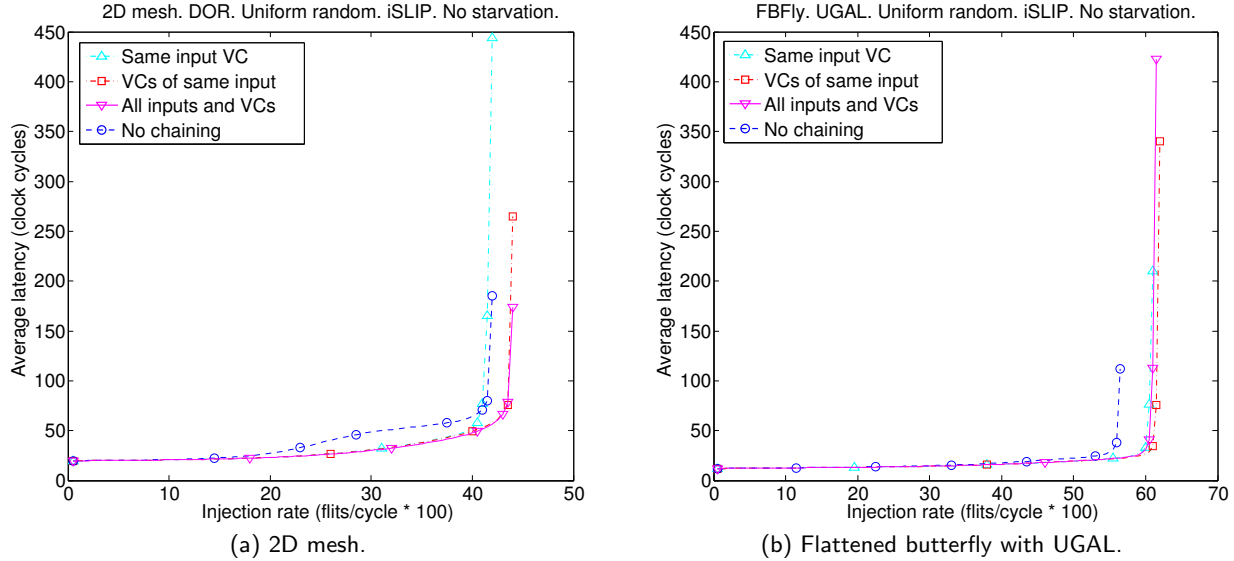 2D mesh. DOR. Uniform random. iSLIP. No starvation.
450
400
350
300
250
200
150
100
50
0
Average latency (clock cycles)
Same input VC
VCs of same input
All inputs and VCs
No chaining
0
10
20
30
40
50
Injection rate (flits/cycle * 100)
(a) 2D mesh.
FBFly. UGAL. Uniform random. iSLIP. No starvation.
450
400
350
300
250
200
150
100
50
0
Average latency (clock cycles)
Same input VC
VCs of same input
All inputs and VCs
No chaining
0
10
20
30
40
50
60
70
Injection rate (flits/cycle * 100)
(b) Flattened butterfly with UGAL.